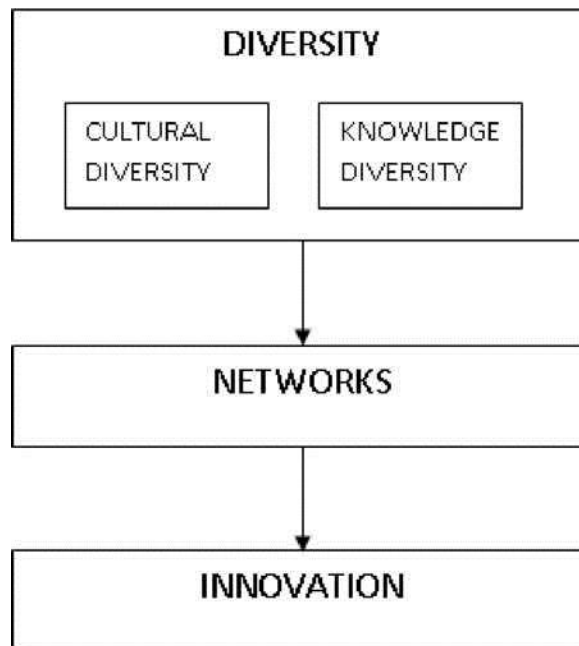 DIVERSITY
CULTURAL
DIVERSITY
KNOWLEDGE
DIVERSITY
NETWORKS
INNOVATION